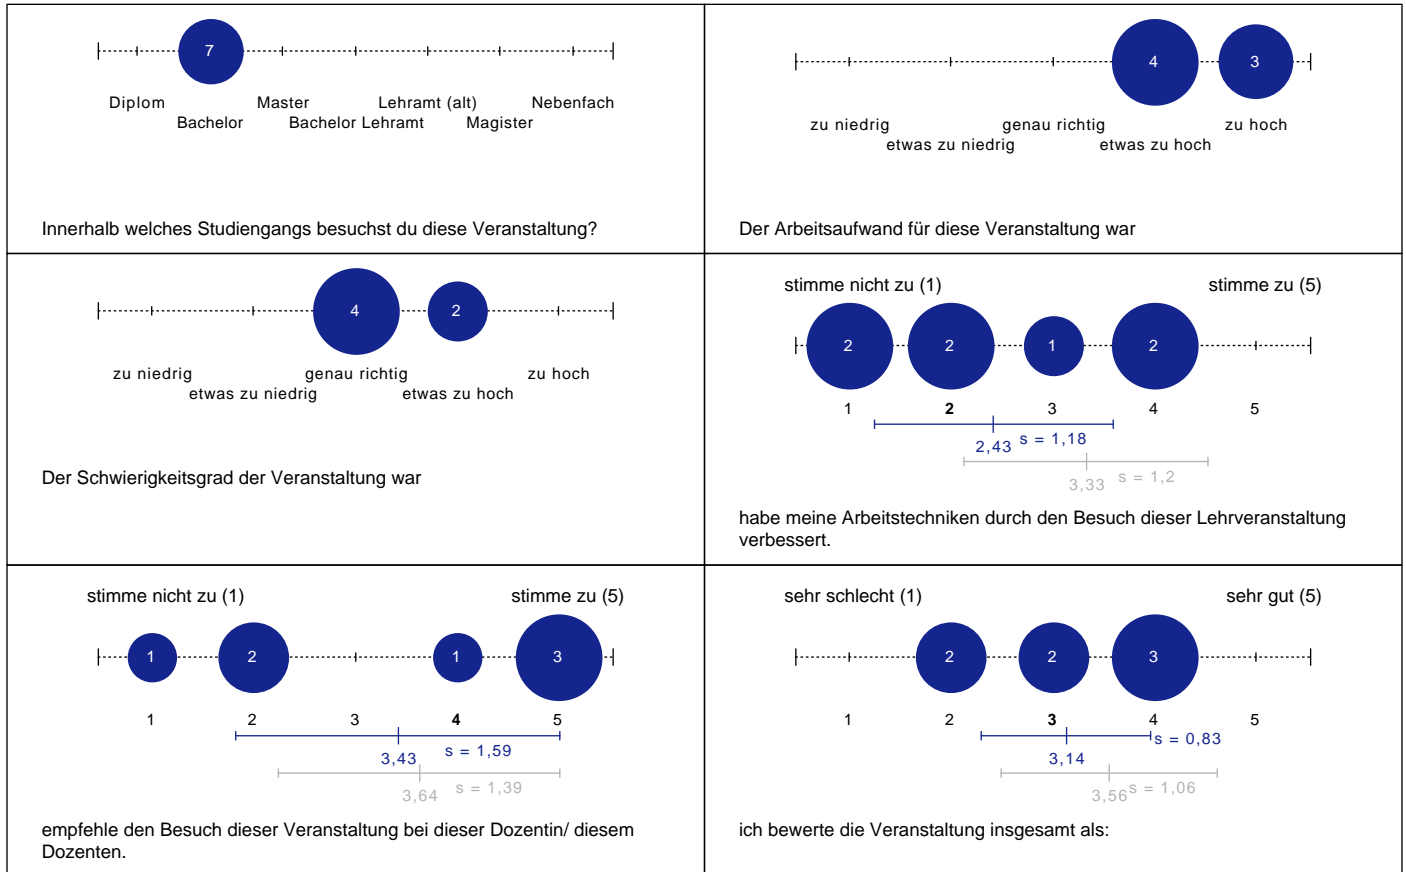 7
Diplom Master Lehramt (alt) Nebenfach
Bachelor Bachelor Lehramt Magister
Innerhalb welches Studiengangs besuchst du diese Veranstaltung?
4 3
zu niedrig genau richtig zu hoch
etwas zu niedrig etwas zu hoch
Der Arbeitsaufwand für diese Veranstaltung war
4 2
zu niedrig genau richtig zu hoch
etwas zu niedrig etwas zu hoch
Der Schwierigkeitsgrad der Veranstaltung war
stimme nicht zu (1) stimme zu (5)
2 2 1 2
1 2 3 4 5
2,43 s = 1,18
3,33 s = 1,2
habe meine Arbeitstechniken durch den Besuch dieser Lehrveranstaltung
verbessert.
stimme nicht zu (1) stimme zu (5)
1 2 1 3
1 2 3 4 5
3,43 s = 1,59
3,64 s = 1,39
empfehle den Besuch dieser Veranstaltung bei dieser Dozentin/ diesem
Dozenten.
sehr schlecht (1) sehr gut (5)
2 2 3
1 2 3 4 5
3,14 s = 0,83
3,56 s = 1,06
ich bewerte die Veranstaltung insgesamt als: